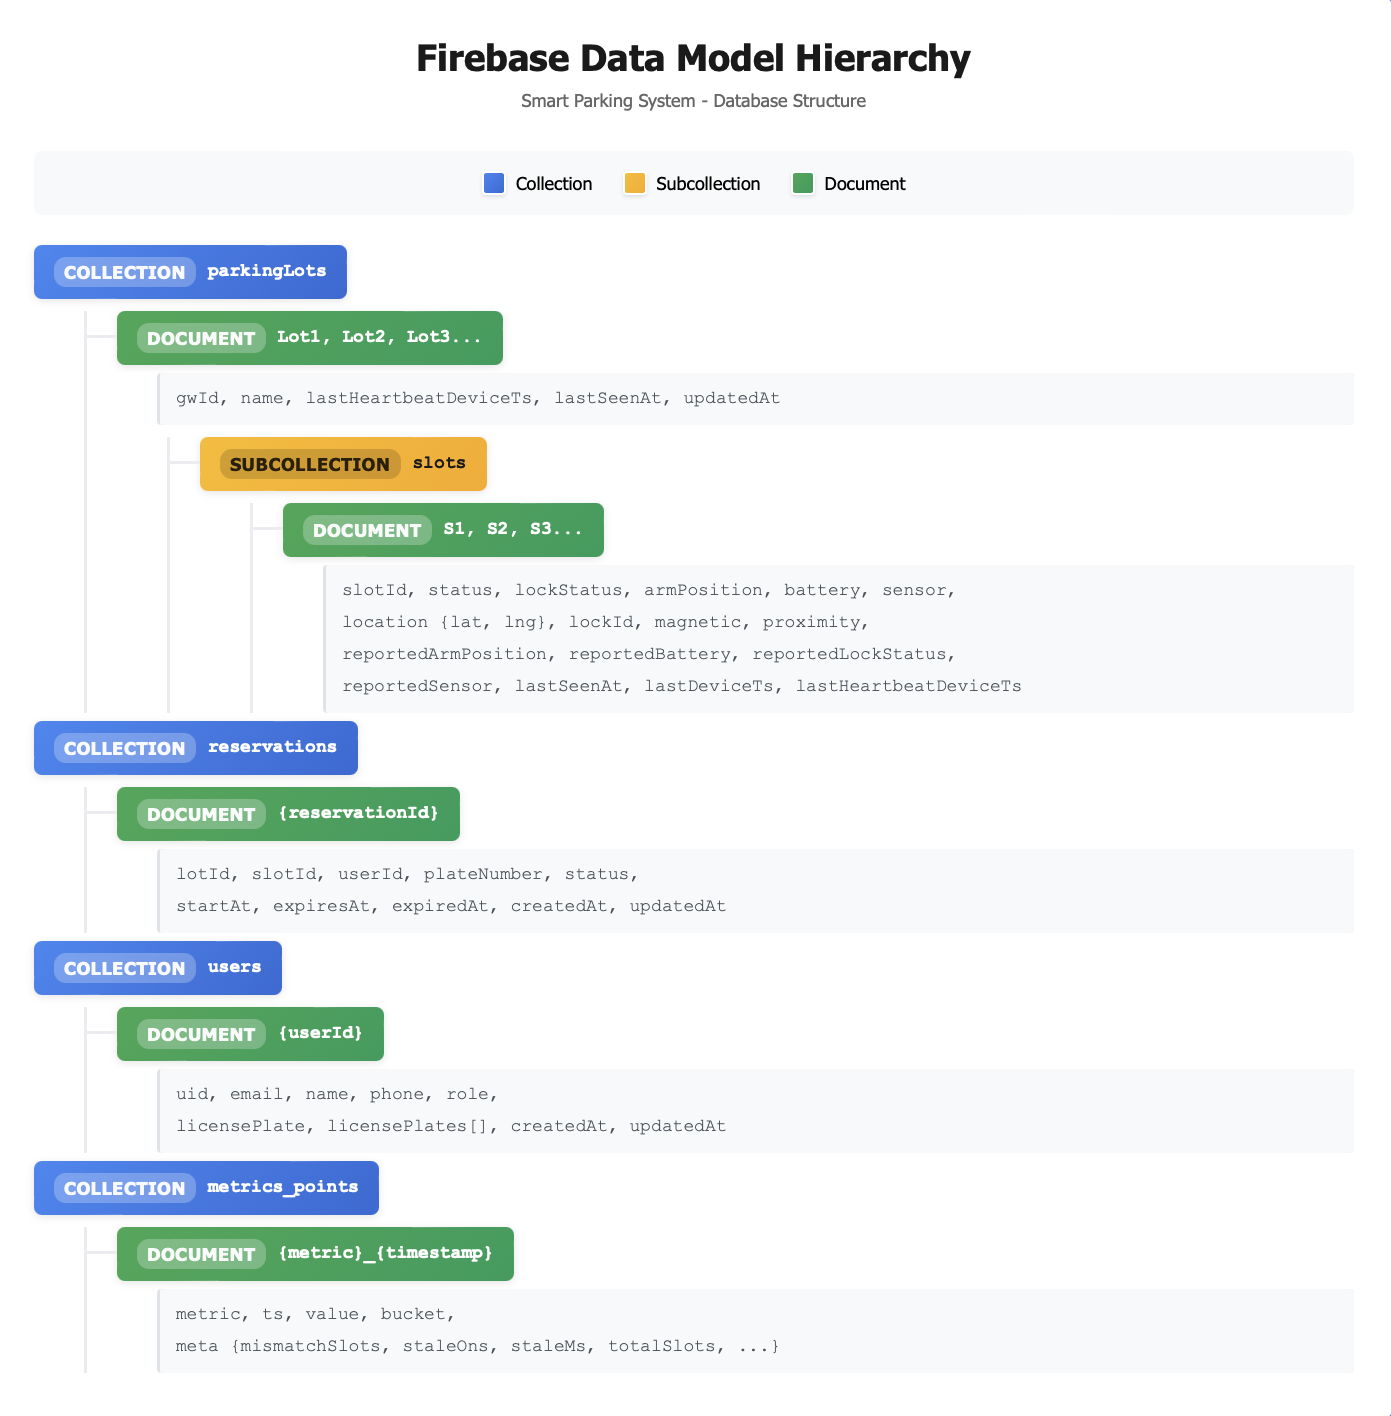 Firebase Data Model Hierarchy
Smart Parking System - Database Structure
Collection Subcollection Document
COLLECTION parkingLots
DOCUMENT Lot1, Lot2, Lot3...
gwId, name, lastHeartbeatDeviceTs, lastSeenAt, updatedAt
SUBCOLLECTION slots
DOCUMENT S1, S2, S3...
slotId, status, lockStatus, armPosition, battery, sensor,
location {lat, lng}, lockId, magnetic, proximity,
reportedArmPosition, reportedBattery, reportedLockStatus,
reportedSensor, lastSeenAt, lastDeviceTs, lastHeartbeatDeviceTs
COLLECTION reservations
DOCUMENT {reservationId}
lotId, slotId, userId, plateNumber, status,
startAt, expiresAt, expiredAt, createdAt, updatedAt
COLLECTION users
DOCUMENT {userId}
uid, email, name, phone, role,
licensePlate, licensePlates[], createdAt, updatedAt
COLLECTION metrics_points
DOCUMENT {metric}_{timestamp}
metric, ts, value, bucket,
meta {mismatchSlots, staleOns, staleMs, totalSlots, ...}